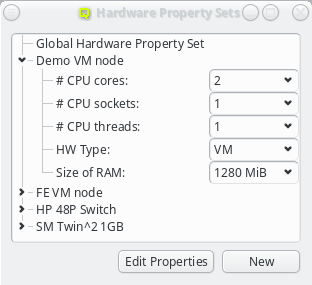 Hardware Property Sets
Global Hardware Property Set
Demo VM node
# CPU cores: 2
# CPU sockets: 1
# CPU threads: 1
HW Type: VM
Size of RAM: 1280 MiB
FE VM node
HP 48P Switch
SM Twin^2 1GB
Edit Properties New